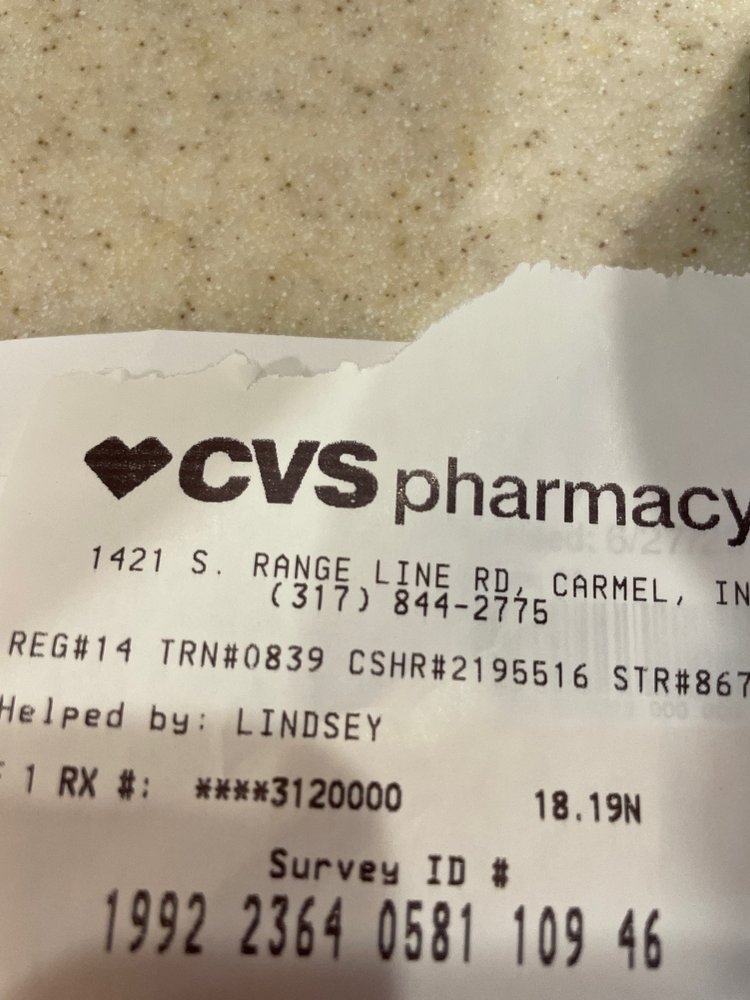 CVS pharmacy
1421 S. RANGE LINE RD, CARMEL, IN
(317) 844-2775
REG#14 TRN#0839 CSHR#2195516 STR#867
Helped by: LINDSEY
1 RX #: ****3120000 18.19N
Survey ID #
1992 2364 0581 109 46